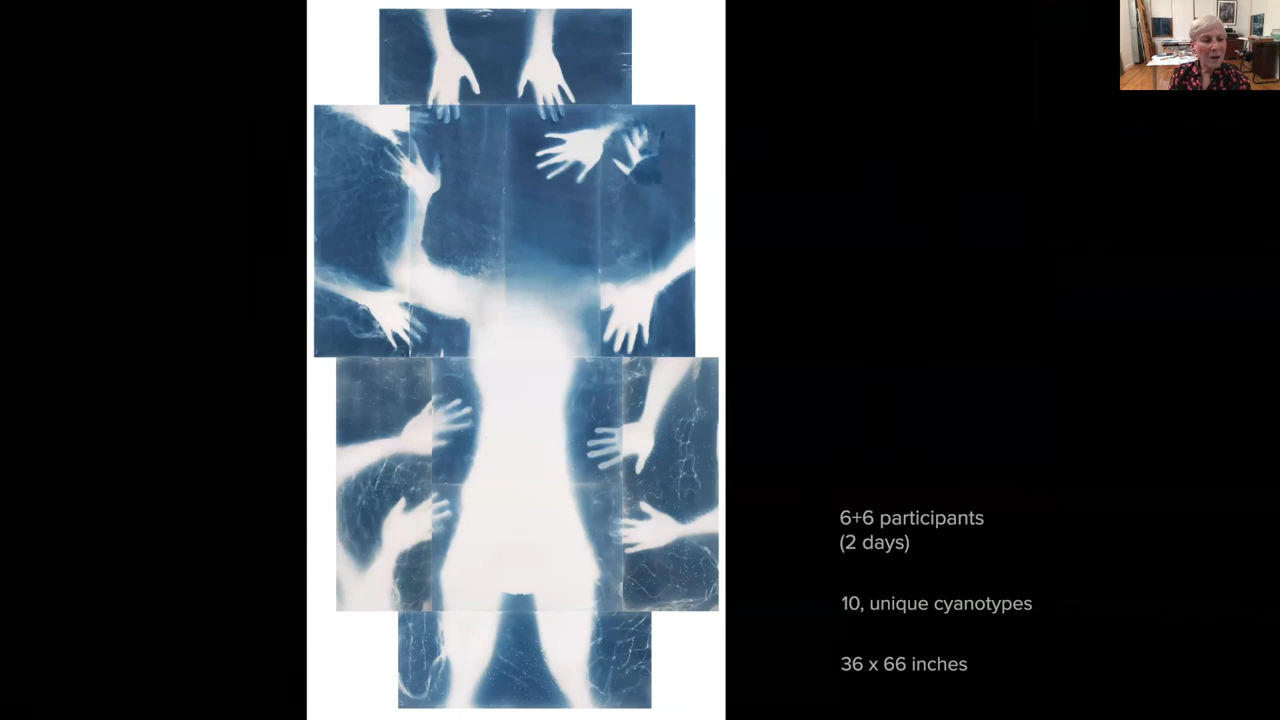 6+6 participants
(2 days)
10, unique cyanotypes
36 x 66 inches